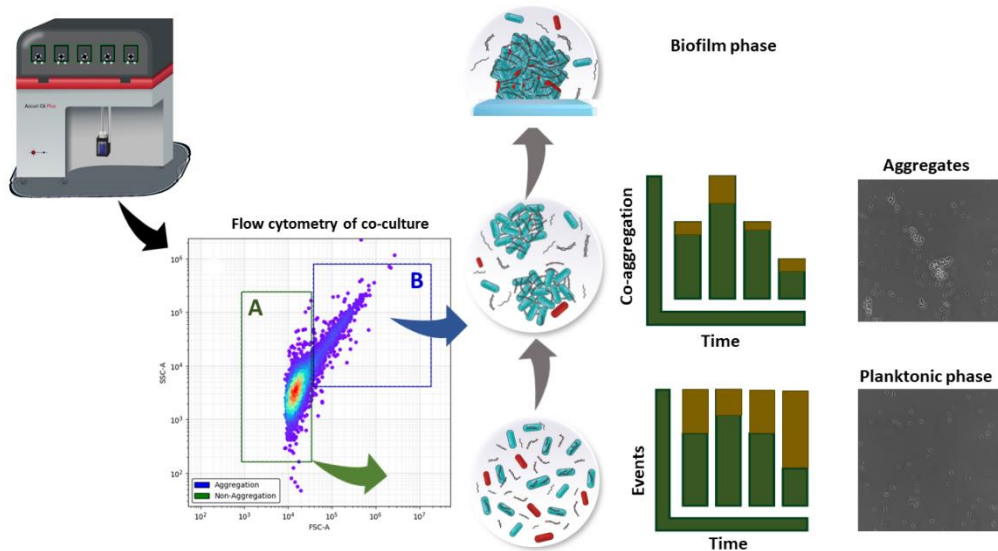 Biofilm phase
Accuri C6 Plus
Flow cytometry of co-culture
10⁶
10⁵
10⁴
10³
10²
SSC-A
A
B
Aggregation
Non-Aggregation
10² 10³ 10⁴ 10⁵ 10⁶ 10⁷
FSC-A
Co-aggregation
Time
Aggregates
Events
Time
Planktonic phase